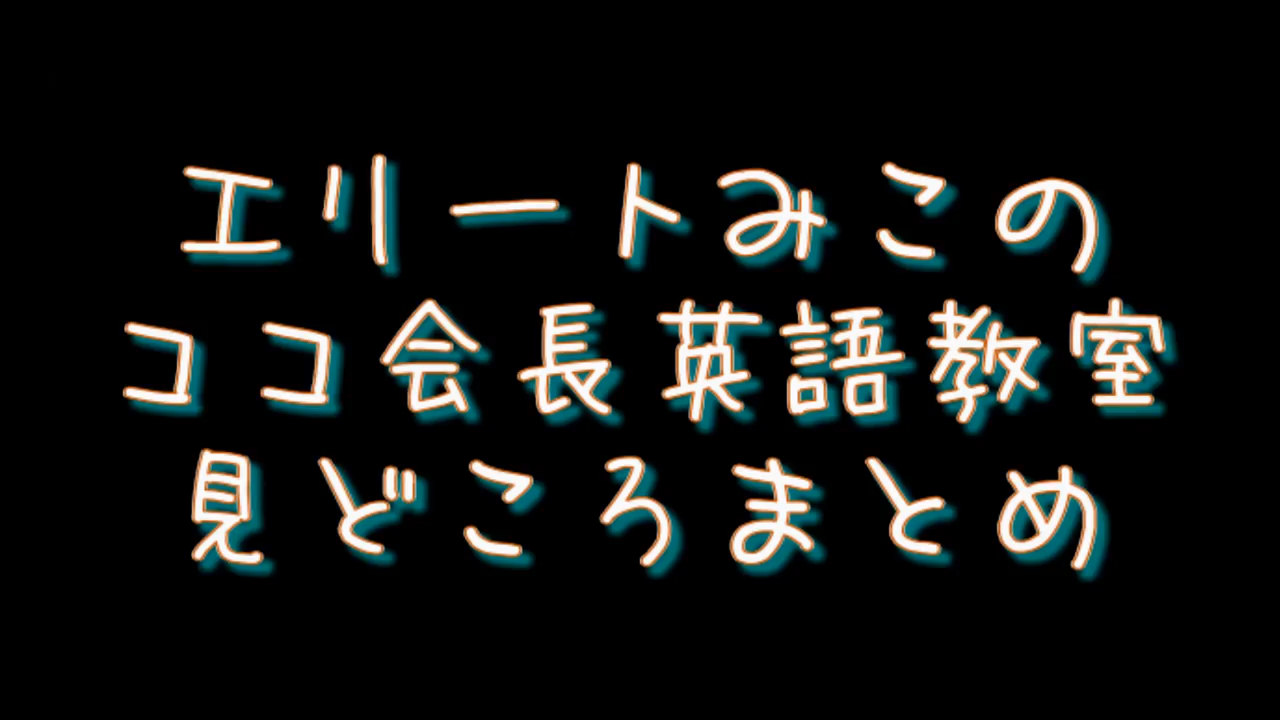 エリートみこの
ココ会長英語教室
見どころまとめ